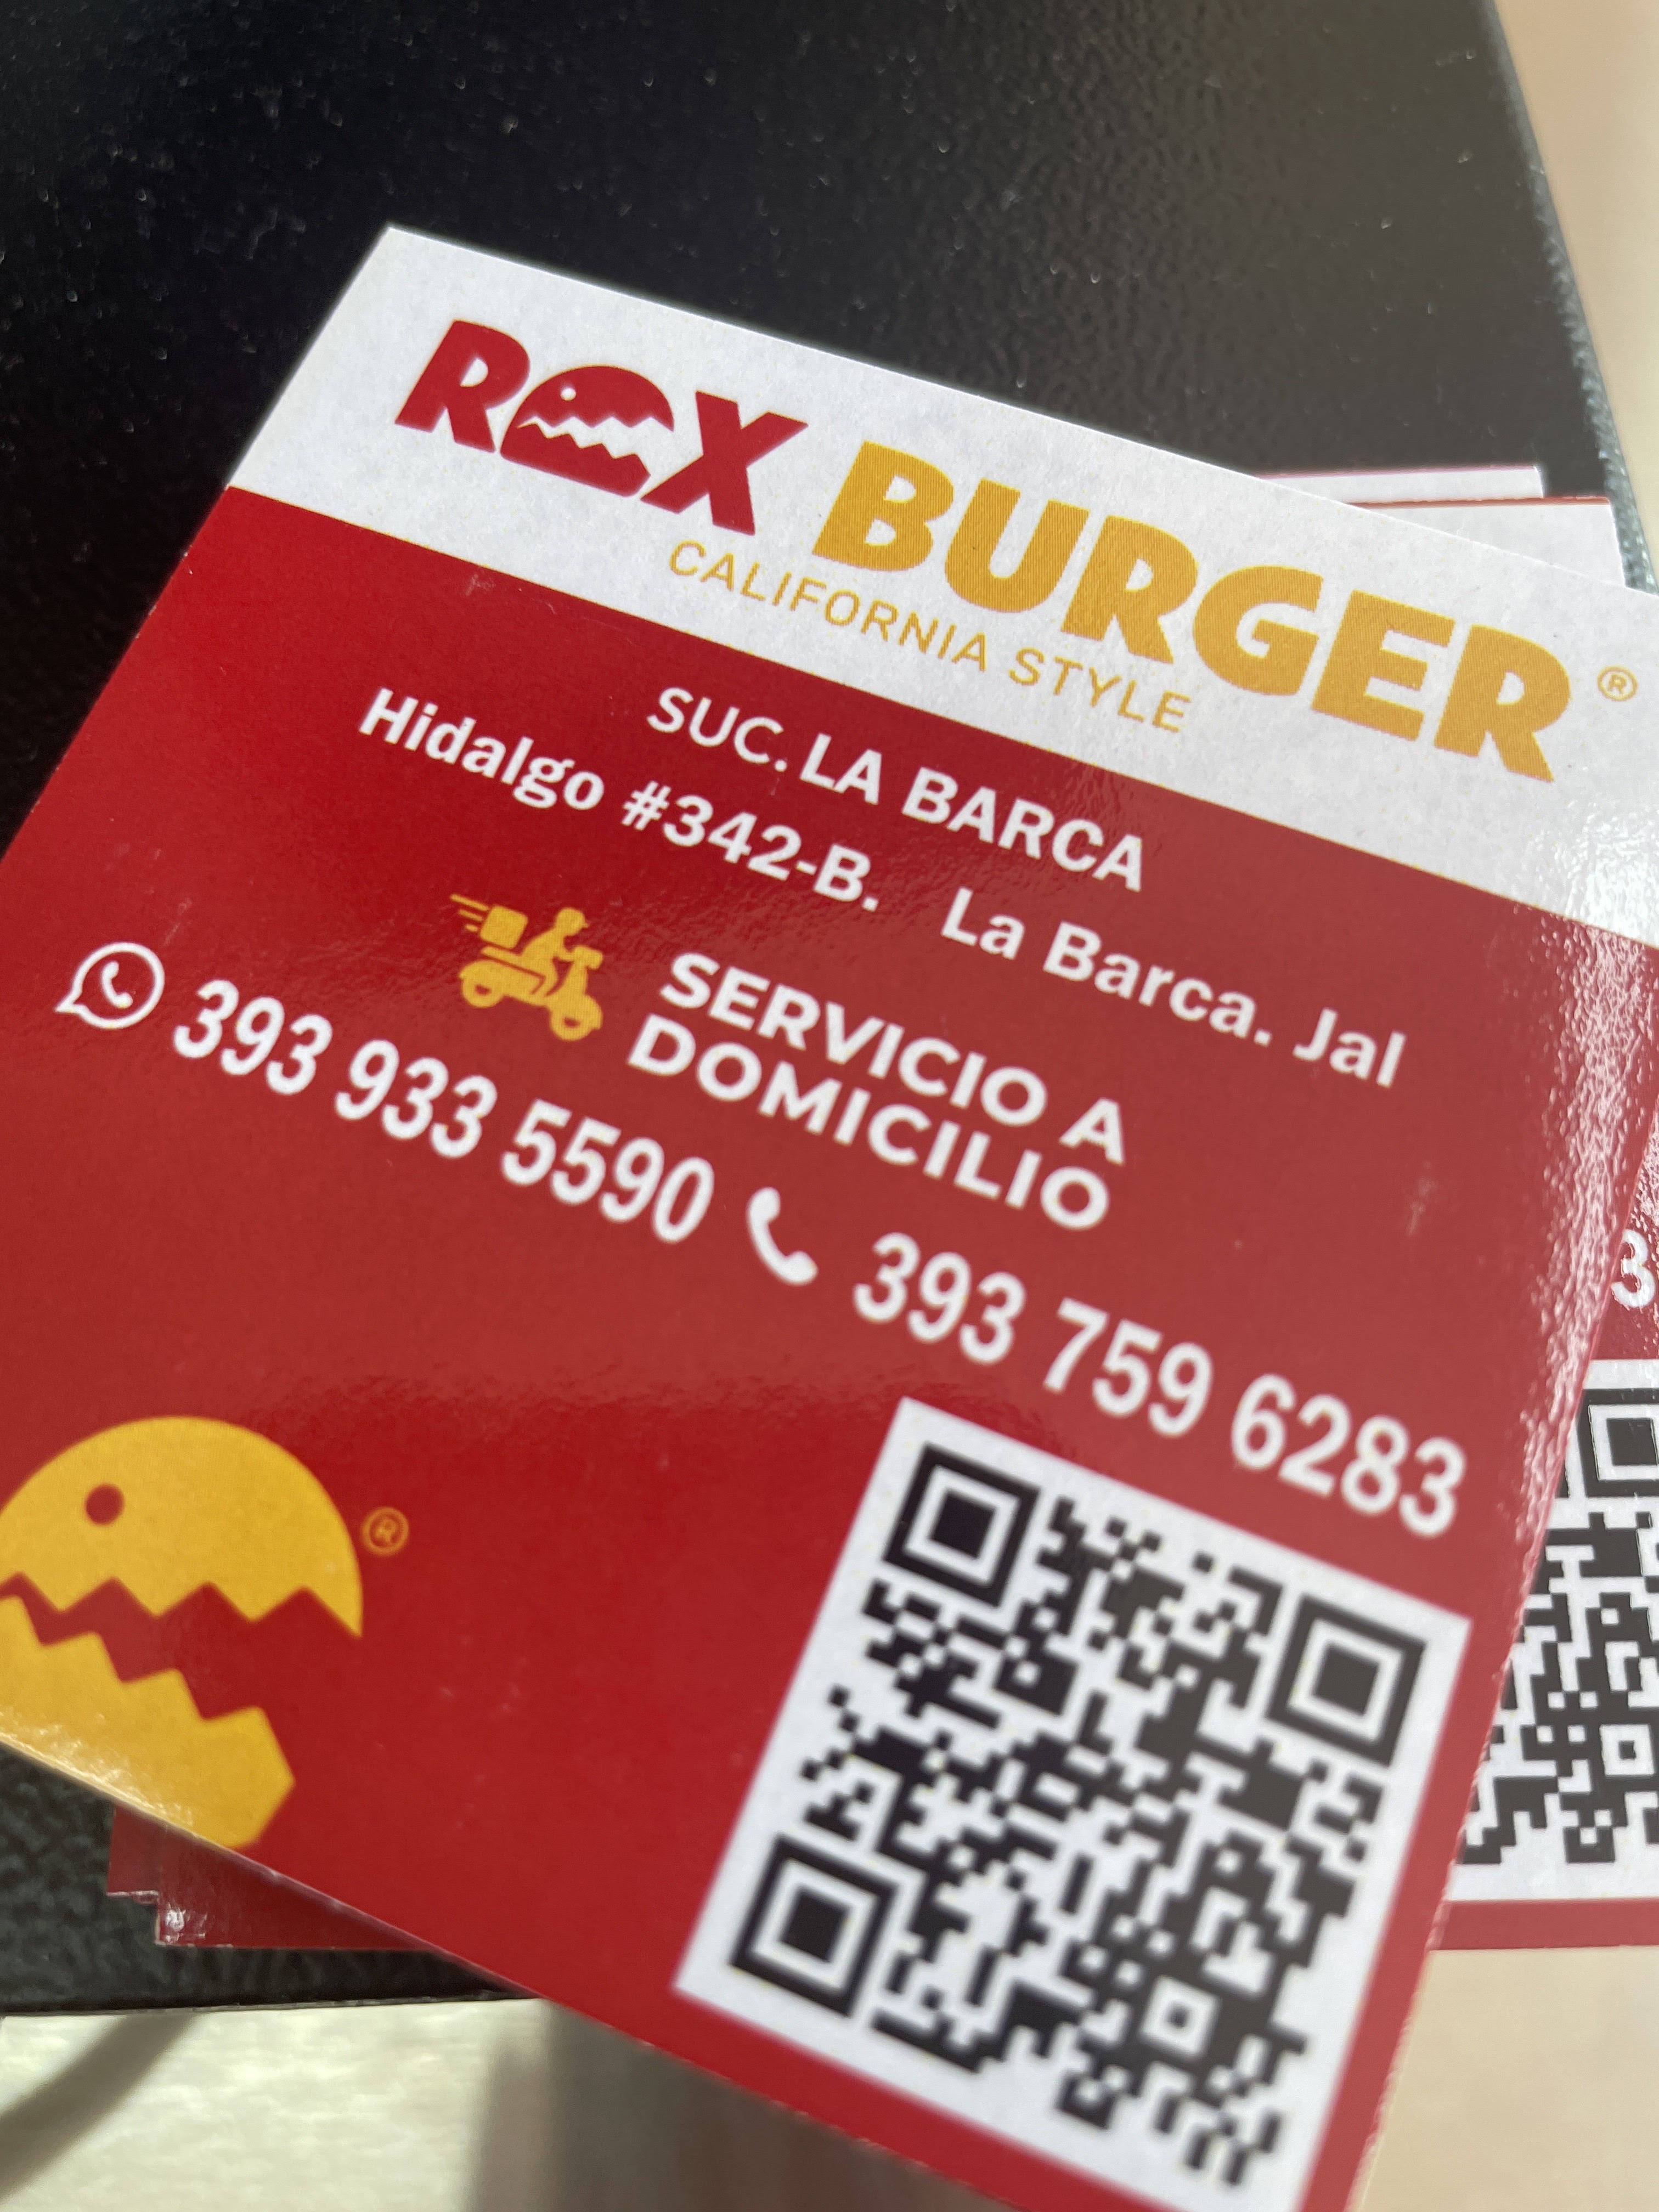 ROX BURGER®
CALIFORNIA STYLE
SUC. LA BARCA
Hidalgo #342-B. La Barca. Jal
SERVICIO A
DOMICILIO
393 933 5590 393 759 6283
®
3